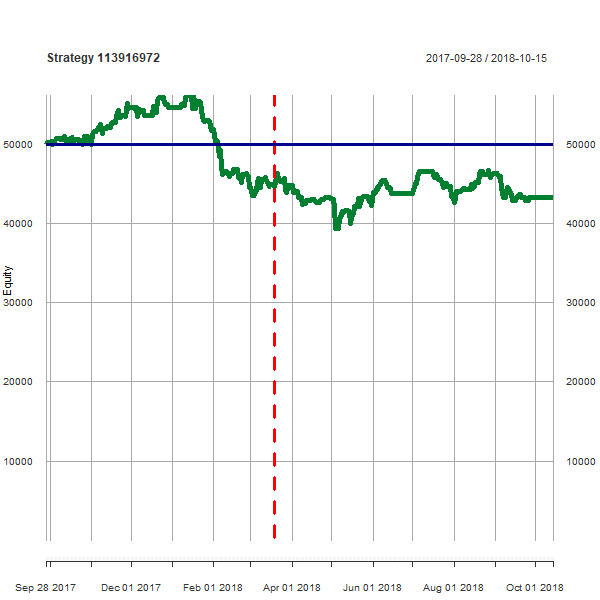 Strategy 113916972
2017-09-28 / 2018-10-15
50000
50000
40000
40000
Equity
30000
30000
20000
20000
10000
10000
Sep 28 2017
Dec 01 2017
Feb 01 2018
Apr 01 2018
Jun 01 2018
Aug 01 2018
Oct 01 2018